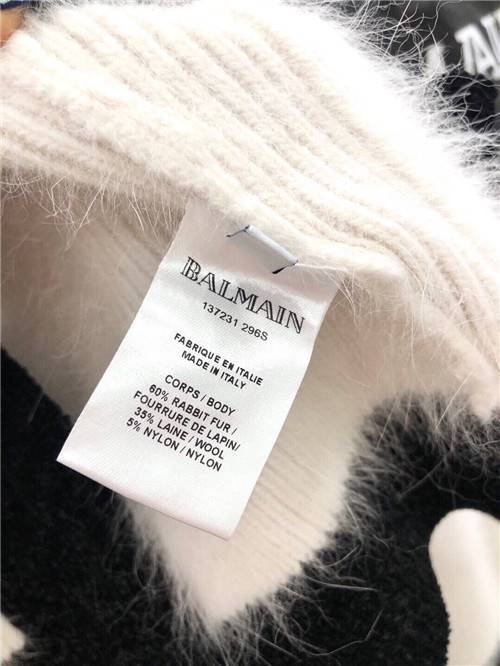 BALMAIN
137231 296S
FABRIQUE EN ITALIE
MADE IN ITALY
CORPS / BODY
60% RABBIT FUR /
FOURRURE DE LAPIN/
35% LAINE / WOOL
5% NYLON / NYLON